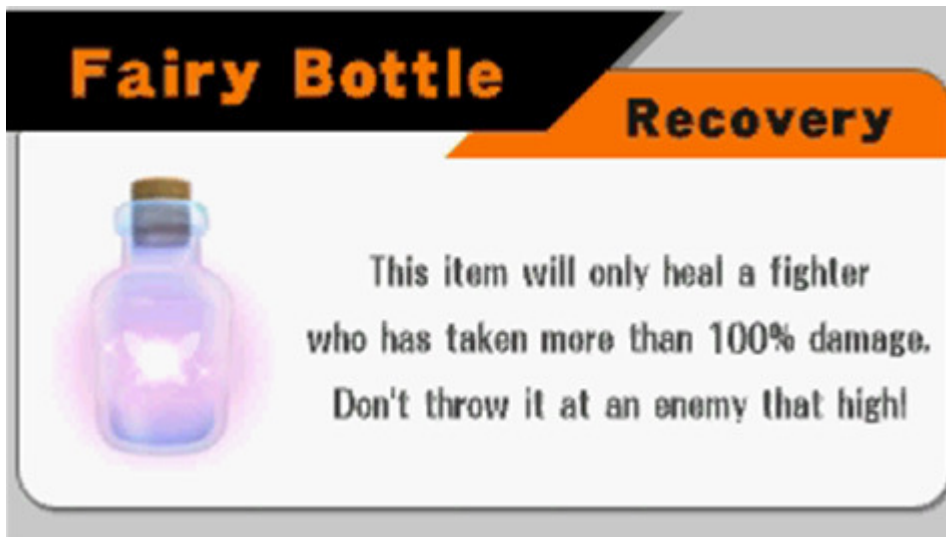 Fairy Bottle
Recovery
This item will only heal a fighter
who has taken more than 100% damage.
Don't throw it at an enemy that high!